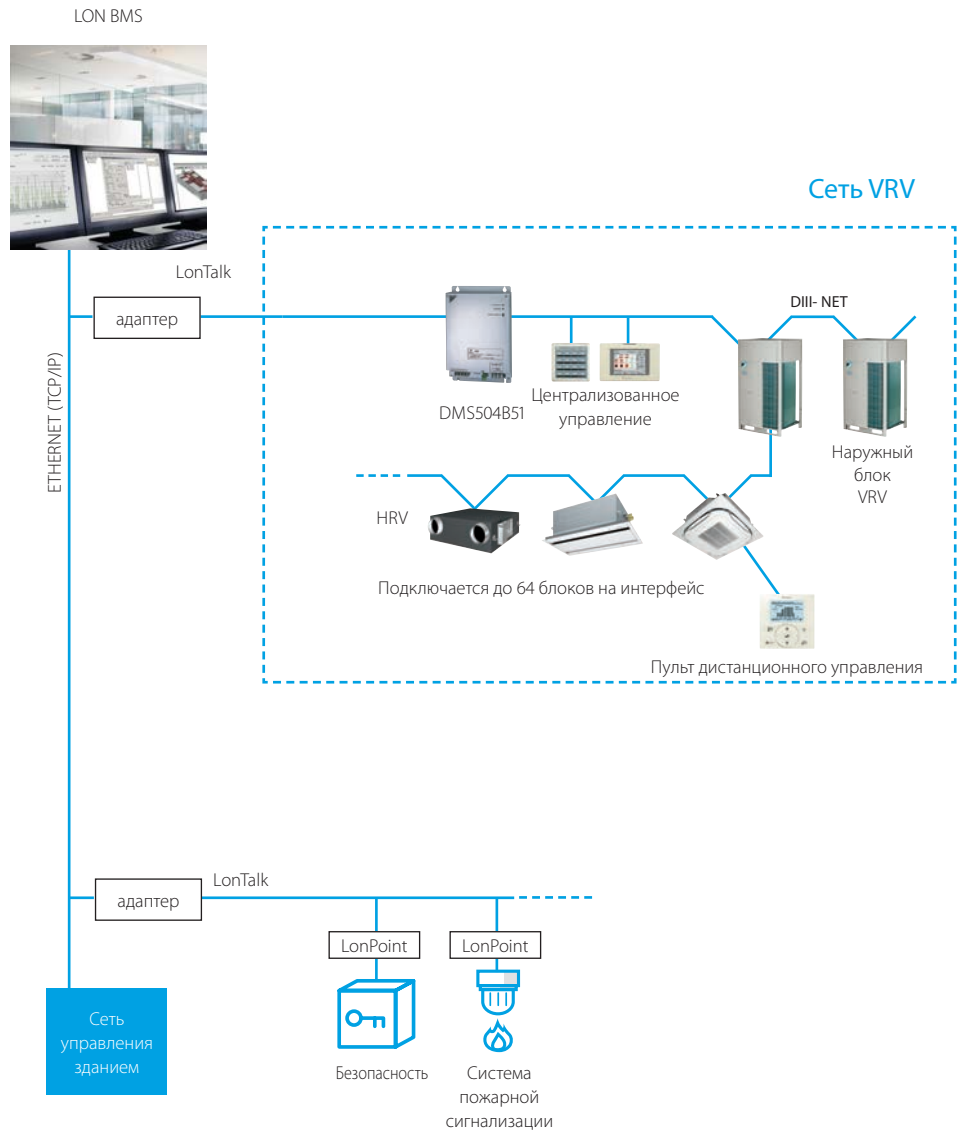 LON BMS
Сеть VRV
LonTalk
адаптер
DIII- NET
ETHERNET (TCP/IP)
DMS504B51
Централизованное
управление
Наружный
блок
VRV
HRV
Подключается до 64 блоков на интерфейс
Пульт дистанционного управления
LonTalk
адаптер
LonPoint
LonPoint
Сеть
управления
зданием
Безопасность
Система
пожарной
сигнализации